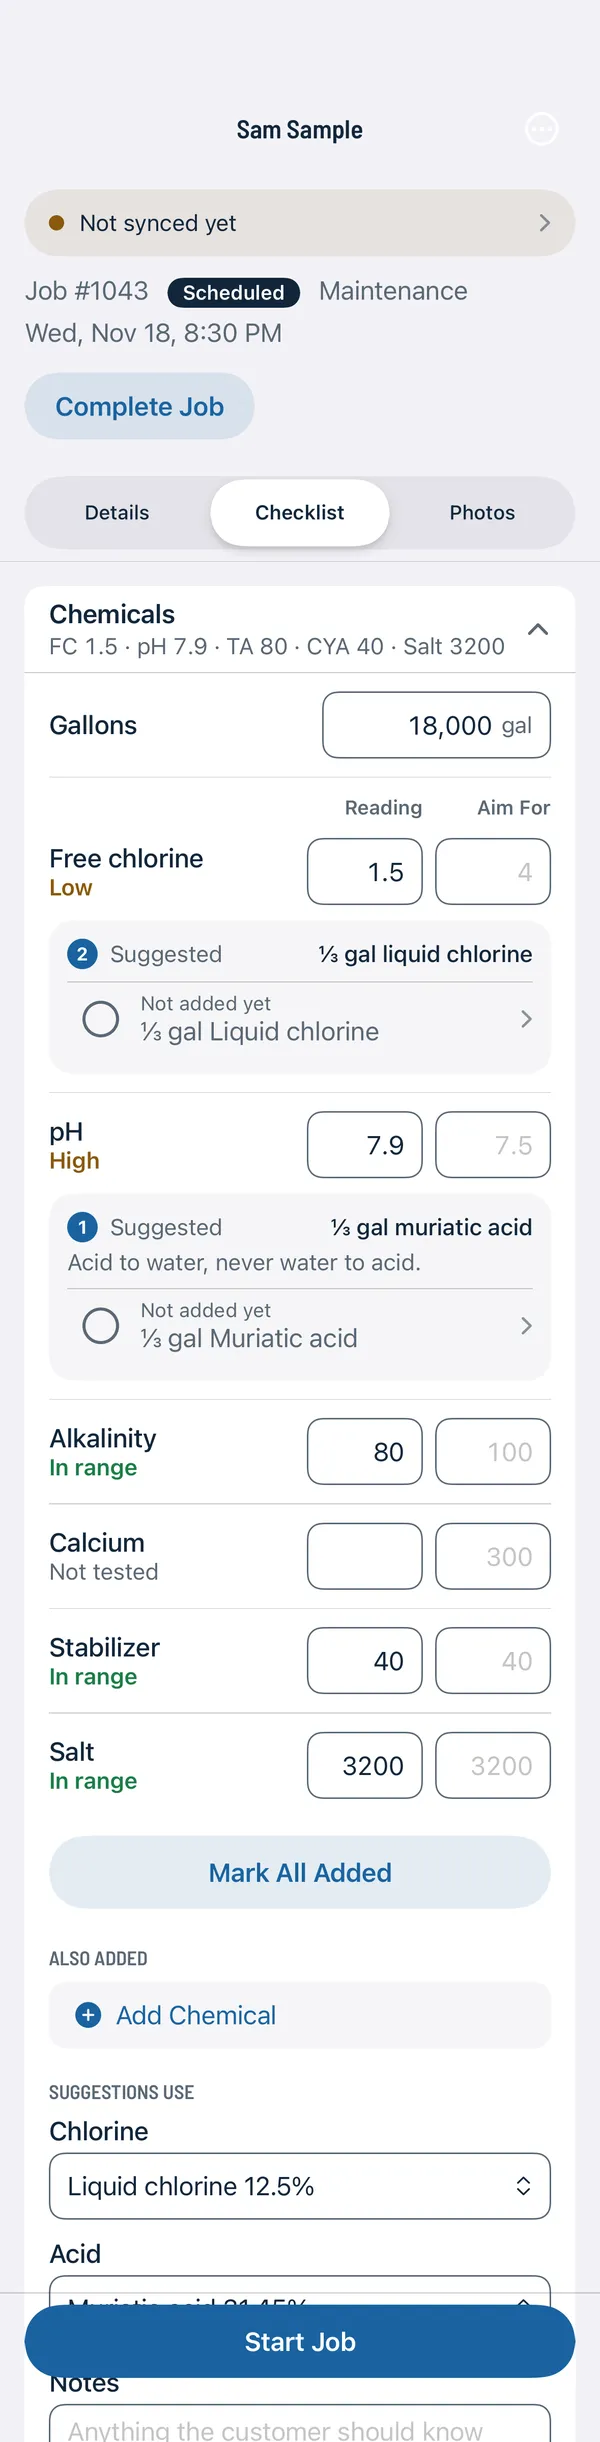 Sam Sample
Not synced yet
Job #1043 Scheduled Maintenance
Wed, Nov 18, 8:30 PM
Complete Job
Details Checklist Photos
Chemicals
FC 1.5 · pH 7.9 · TA 80 · CYA 40 · Salt 3200
Gallons 18,000 gal
Reading Aim For
Free chlorine 1.5 4
Low
2 Suggested ⅓ gal liquid chlorine
Not added yet
⅓ gal Liquid chlorine
pH 7.9 7.5
High
1 Suggested ⅓ gal muriatic acid
Acid to water, never water to acid.
Not added yet
⅓ gal Muriatic acid
Alkalinity 80 100
In range
Calcium 300
Not tested
Stabilizer 40 40
In range
Salt 3200 3200
In range
Mark All Added
ALSO ADDED
Add Chemical
SUGGESTIONS USE
Chlorine
Liquid chlorine 12.5%
Acid
Muriatic acid 31.45%
Start Job
Notes
Anything the customer should know